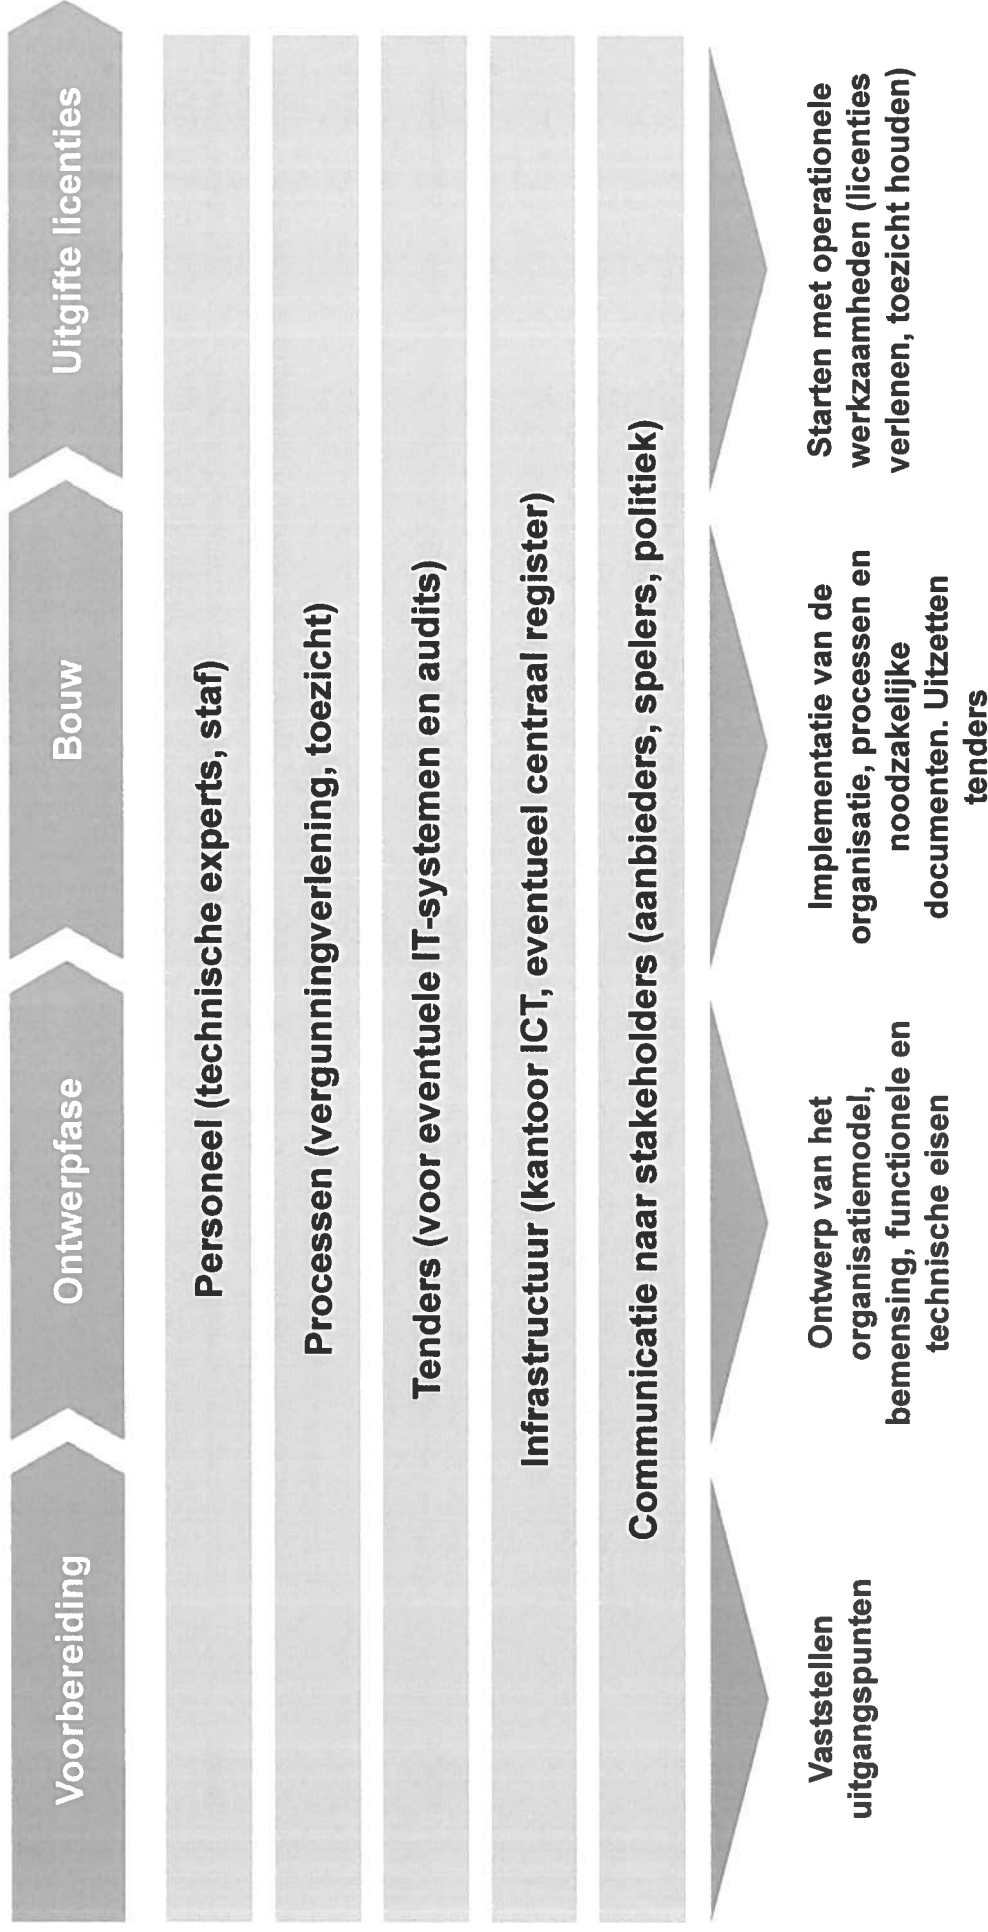 Voorbereiding
Ontwerpfase
Bouw
Uitgifte licenties
Personeel (technische experts, staf)
Processen (vergunningverlening, toezicht)
Tenders (voor eventuele IT-systemen en audits)
Infrastructuur (kantoor ICT, eventueel centraal register)
Communicatie naar stakeholders (aanbieders, spelers, politiek)
Vaststellen
uitgangspunten
Ontwerp van het
organisatiemodel,
bemensing, functionele en
technische eisen
Implementatie van de
organisatie, processen en
noodzakelijke
documenten. Uitzetten
tenders
Starten met operationele
werkzaamheden (licenties
verlenen, toezicht houden)